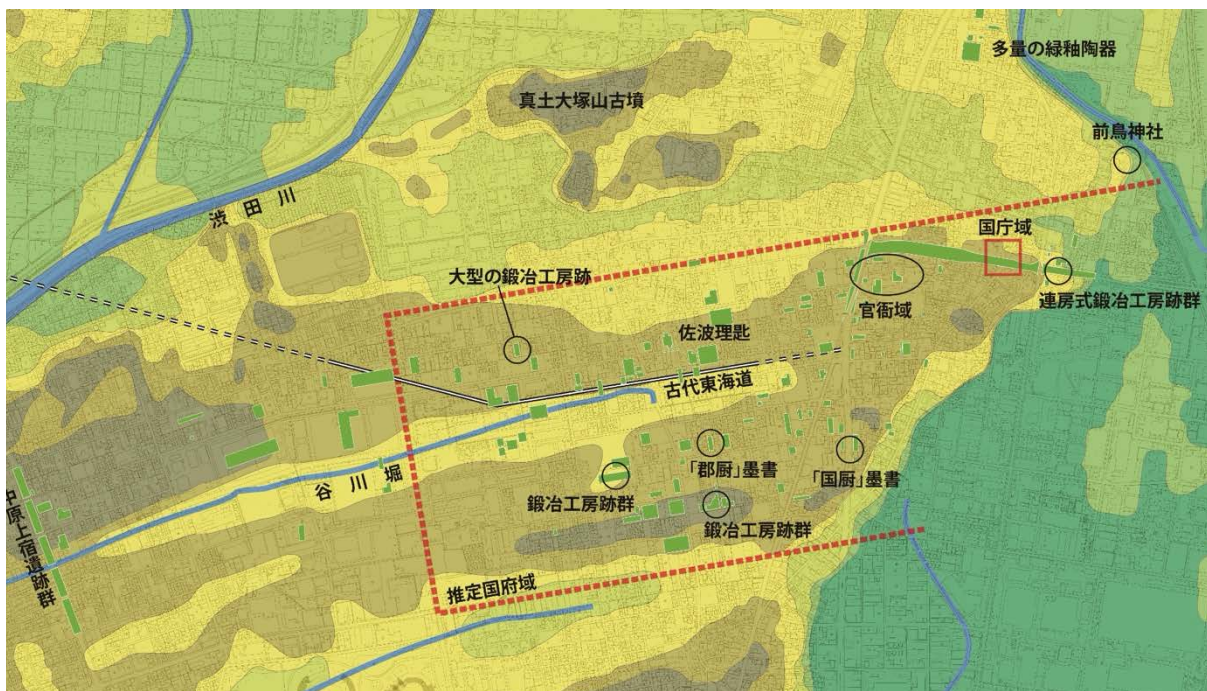 多量の緑釉陶器
真土大塚山古墳
前鳥神社
渋田川
国庁域
大型の鍛冶工房跡
連房式鍛冶工房跡群
官衙域
佐波理匙
古代東海道
「郡厨」墨書
「国厨」墨書
谷川堀
鍛冶工房跡群
中原上宿遺跡群
鍛冶工房跡群
推定国府域